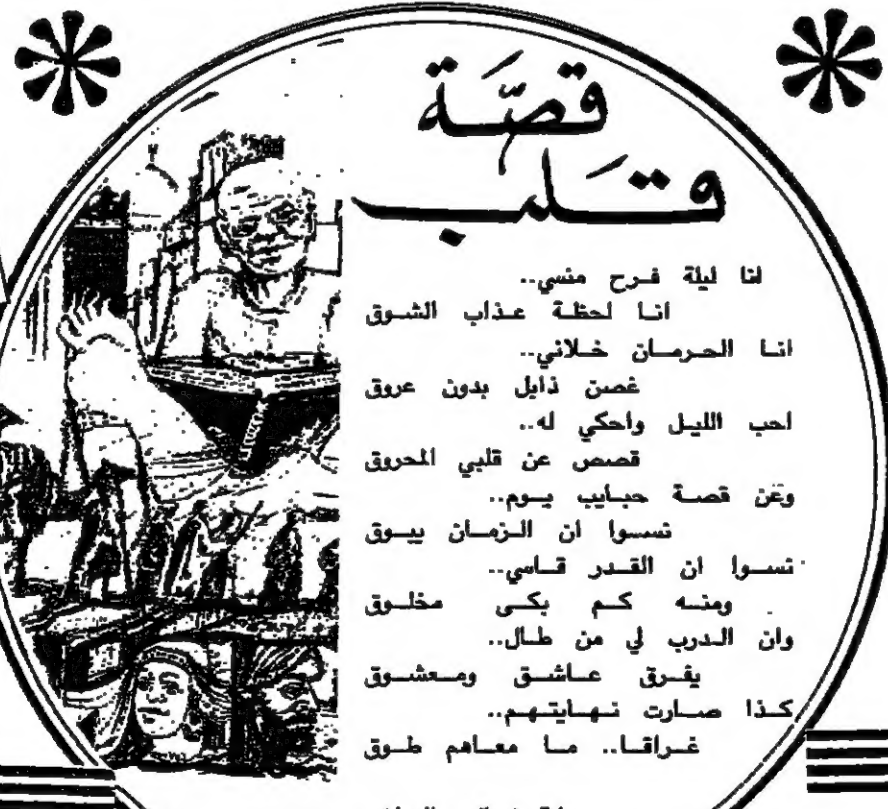 قصّة
قلب
انا ليلة فرح منسي..
انا لحظة عذاب الشوق
انا الحرمان خلاني..
غصن ذابل بدون عروق
احب الليل واحكي له..
قصص عن قلبي المحروق
وعن قصة حبايب يوم..
نسوا ان الزمان يبوق
نسوا ان القدر قاسي..
ومنه كم بكى مخلوق
وان الدرب لي من طال..
يفرق عاشق ومعشوق
كذا صارت نهايتهم..
غراقا.. ما معاهم طوق